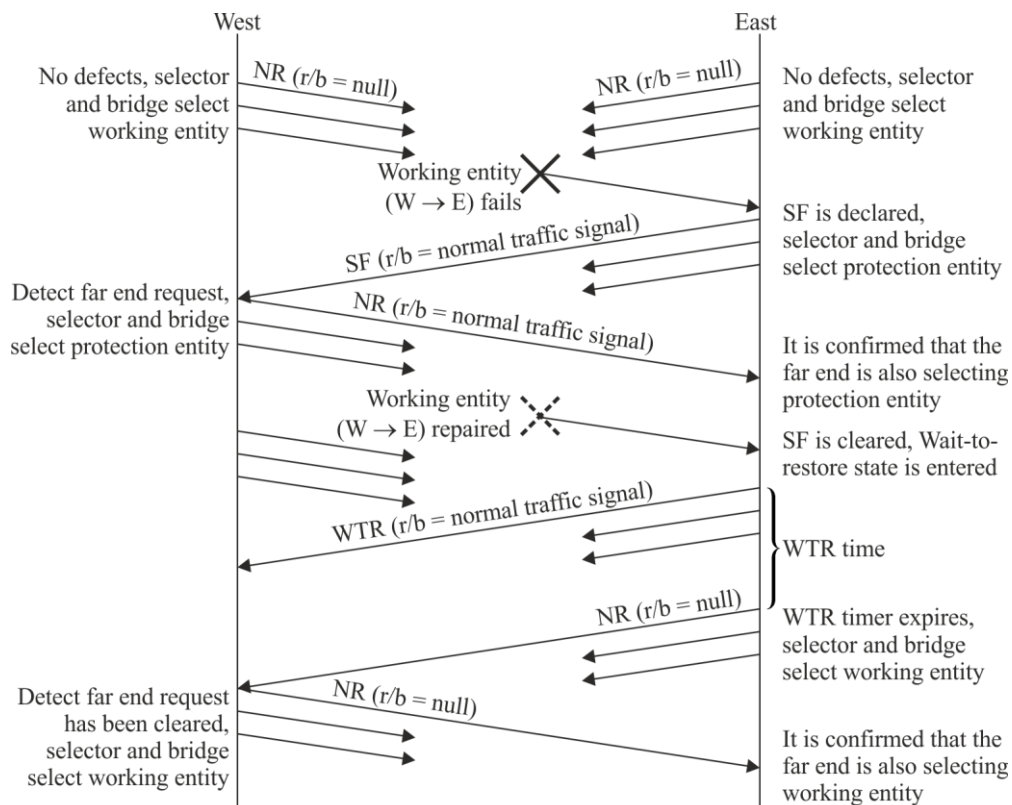 West
East
No defects, selector
and bridge select
working entity
NR (r/b = null)
NR (r/b = null)
No defects, selector
and bridge select
working entity
Working entity
(W → E) fails
SF is declared,
selector and bridge
select protection entity
SF (r/b = normal traffic signal)
Detect far end request,
selector and bridge
select protection entity
NR (r/b = normal traffic signal)
It is confirmed that the
far end is also selecting
protection entity
Working entity
(W → E) repaired
SF is cleared, Wait-to-
restore state is entered
WTR (r/b = normal traffic signal)
WTR time
NR (r/b = null)
WTR timer expires,
selector and bridge
select working entity
Detect far end request
has been cleared,
selector and bridge
select working entity
NR (r/b = null)
It is confirmed that the
far end is also selecting
working entity